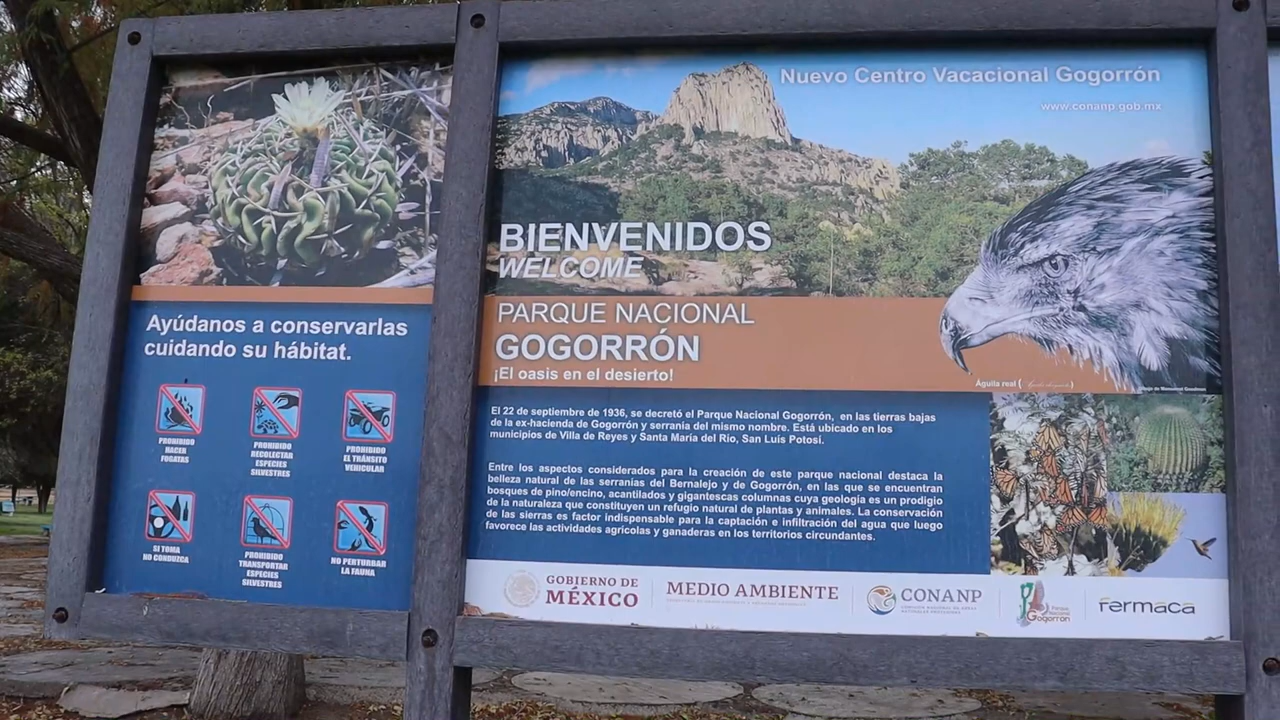 Ayúdanos a conservarlas
cuidando su hábitat.
PROHIBIDO
HACER
FOGATAS
PROHIBIDO
RECOLECTAR
ESPECIES
SILVESTRES
PROHIBIDO
EL TRÁNSITO
VEHICULAR
SI TOMA
NO CONDUZCA
PROHIBIDO
TRANSPORTAR
ESPECIES
SILVESTRES
NO PERTURBAR
LA FAUNA
Nuevo Centro Vacacional Gogorrón
www.conanp.gob.mx
BIENVENIDOS
WELCOME
PARQUE NACIONAL
GOGORRÓN
¡El oasis en el desierto!
Águila real (
El 22 de septiembre de 1936, se decretó el Parque Nacional Gogorrón, en las tierras bajas
de la ex-hacienda de Gogorrón y serranía del mismo nombre. Está ubicado en los
municipios de Villa de Reyes y Santa María del Río, San Luis Potosí.
Entre los aspectos considerados para la creación de este parque nacional destaca la
belleza natural de las serranías del Bernalejo y de Gogorrón, en las que se encuentran
bosques de pino/encino, acantilados y gigantescas columnas cuya geología es un prodigio
de la naturaleza que constituyen un refugio natural de plantas y animales. La conservación
de las sierras es factor indispensable para la captación e infiltración del agua que luego
favorece las actividades agrícolas y ganaderas en los territorios circundantes.
GOBIERNO DE
MÉXICO
MEDIO AMBIENTE
CONANP
COMISIÓN NACIONAL DE ÁREAS
NATURALES PROTEGIDAS
Parque
Nacional
Gogorrón
fermaca